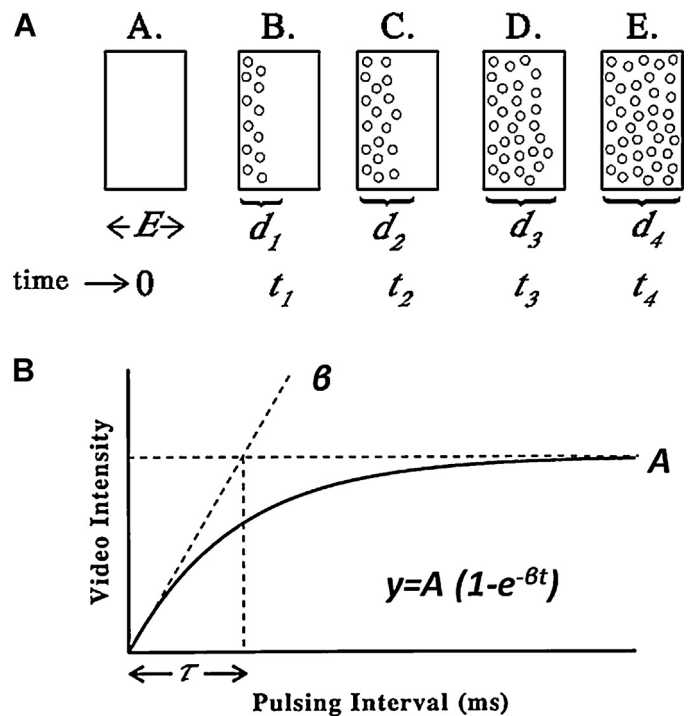 A
A. B. C. D. E.
E d₁ d₂ d₃ d₄
time → 0 t₁ t₂ t₃ t₄
B
β
Video Intensity
A
y=A (1-e^-βt)
τ
Pulsing Interval (ms)